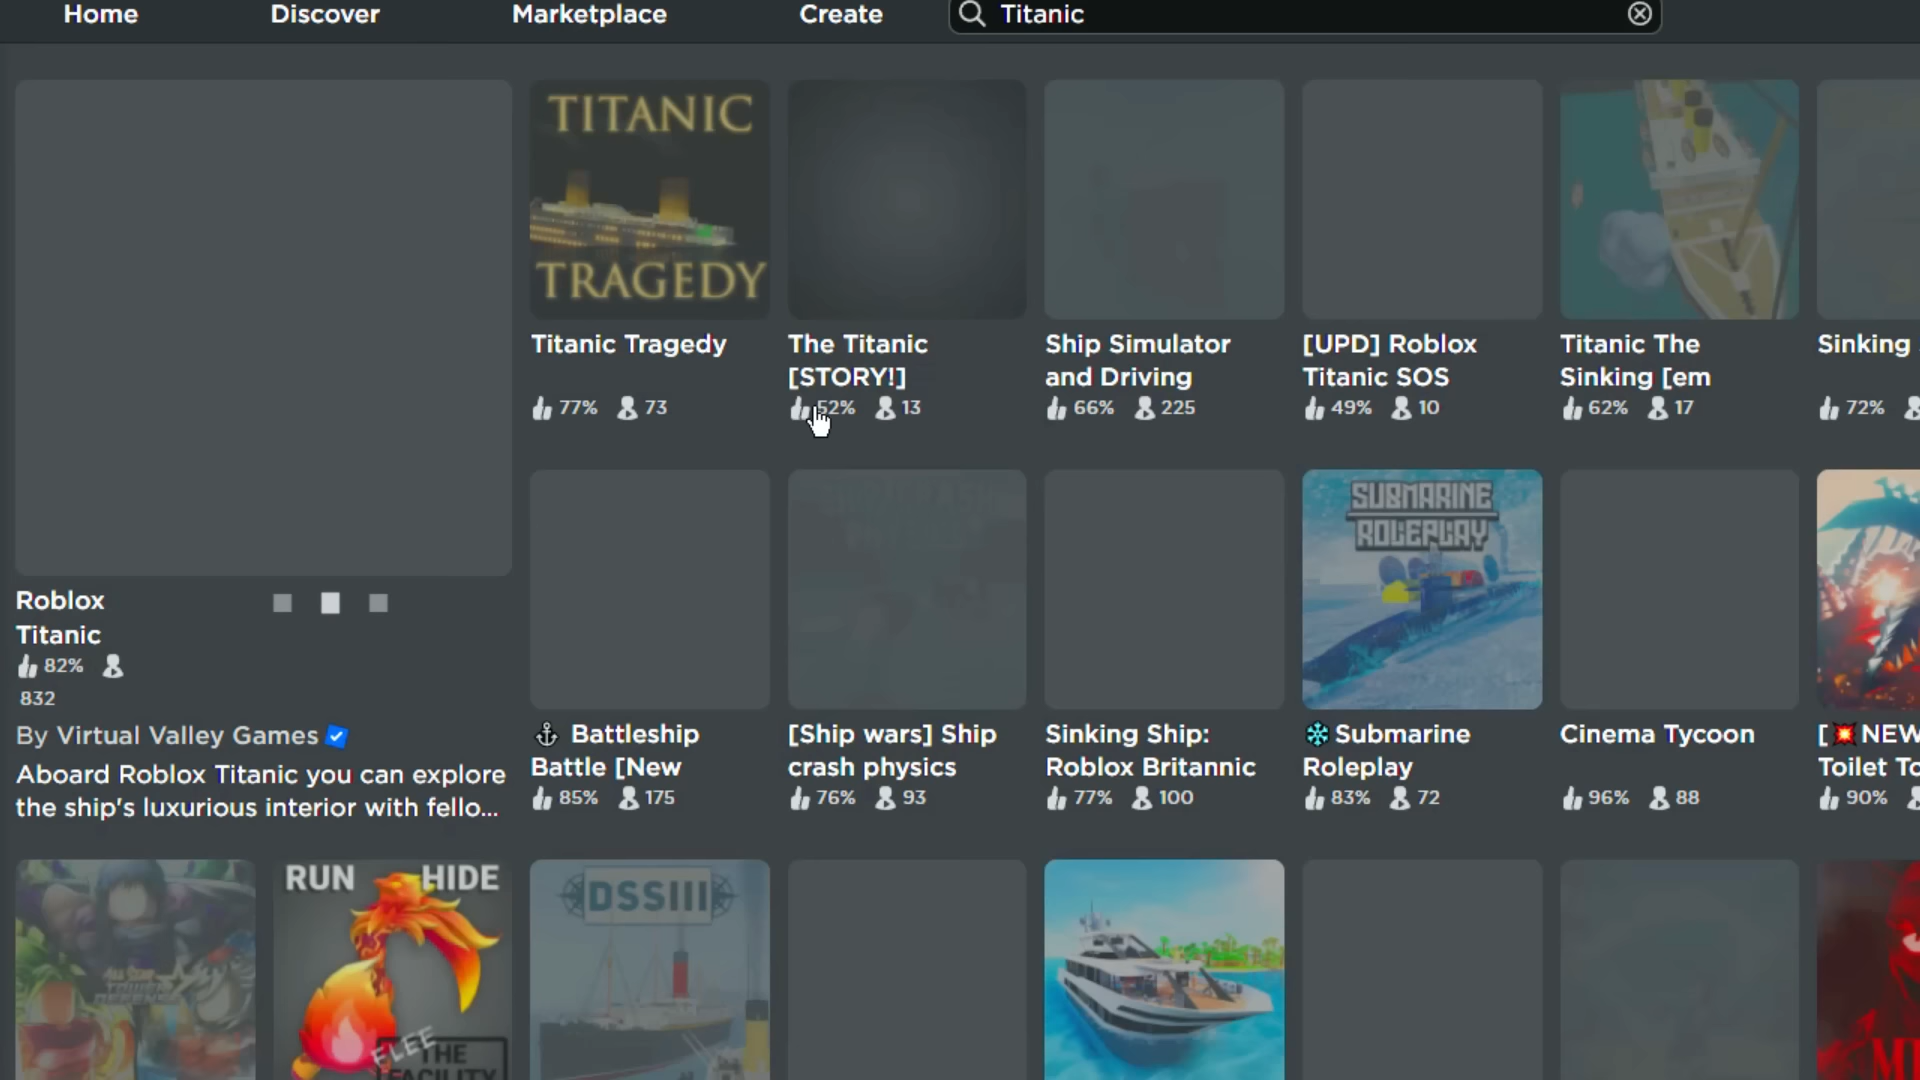 Home
Discover
Marketplace
Create
Titanic
TITANIC
TRAGEDY
Titanic Tragedy
77% 73
The Titanic
[STORY!]
52% 13
Ship Simulator
and Driving
66% 225
[UPD] Roblox
Titanic SOS
49% 10
Titanic The
Sinking [em
62% 17
Sinking
72%
Roblox
Titanic
82%
832
By Virtual Valley Games
Aboard Roblox Titanic you can explore
the ship's luxurious interior with fello...
⚓ Battleship
Battle [New
85% 175
[Ship wars] Ship
crash physics
76% 93
Sinking Ship:
Roblox Britannic
77% 100
SUBMARINE
ROLEPLAY
❄Submarine
Roleplay
83% 72
Cinema Tycoon
96% 88
[💥NEW
Toilet To
90%
ALL STAR
TOWER
DEFENSE
RUN HIDE
FLEE
THE
FACILITY
DSSIII